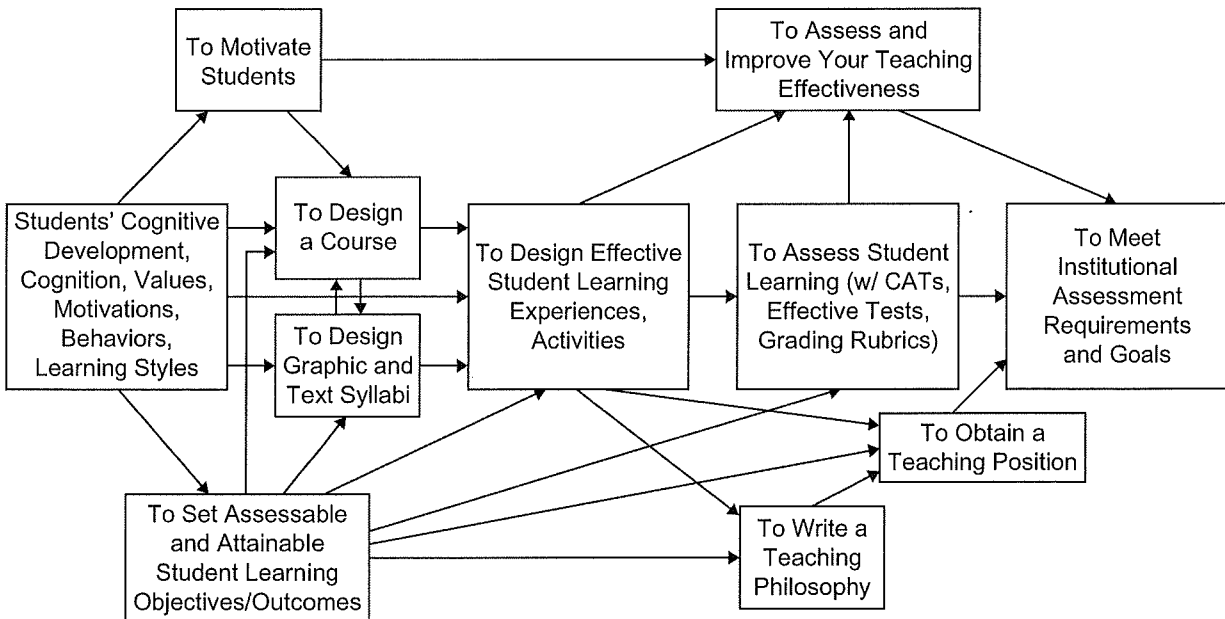 To Motivate
Students
To Assess and
Improve Your Teaching
Effectiveness
Students' Cognitive
Development,
Cognition, Values,
Motivations,
Behaviors,
Learning Styles
To Design
a Course
To Design
Graphic and
Text Syllabi
To Design Effective
Student Learning
Experiences,
Activities
To Assess Student
Learning (w/ CATs,
Effective Tests,
Grading Rubrics)
To Meet
Institutional
Assessment
Requirements
and Goals
To Obtain a
Teaching Position
To Set Assessable
and Attainable
Student Learning
Objectives/Outcomes
To Write a
Teaching
Philosophy